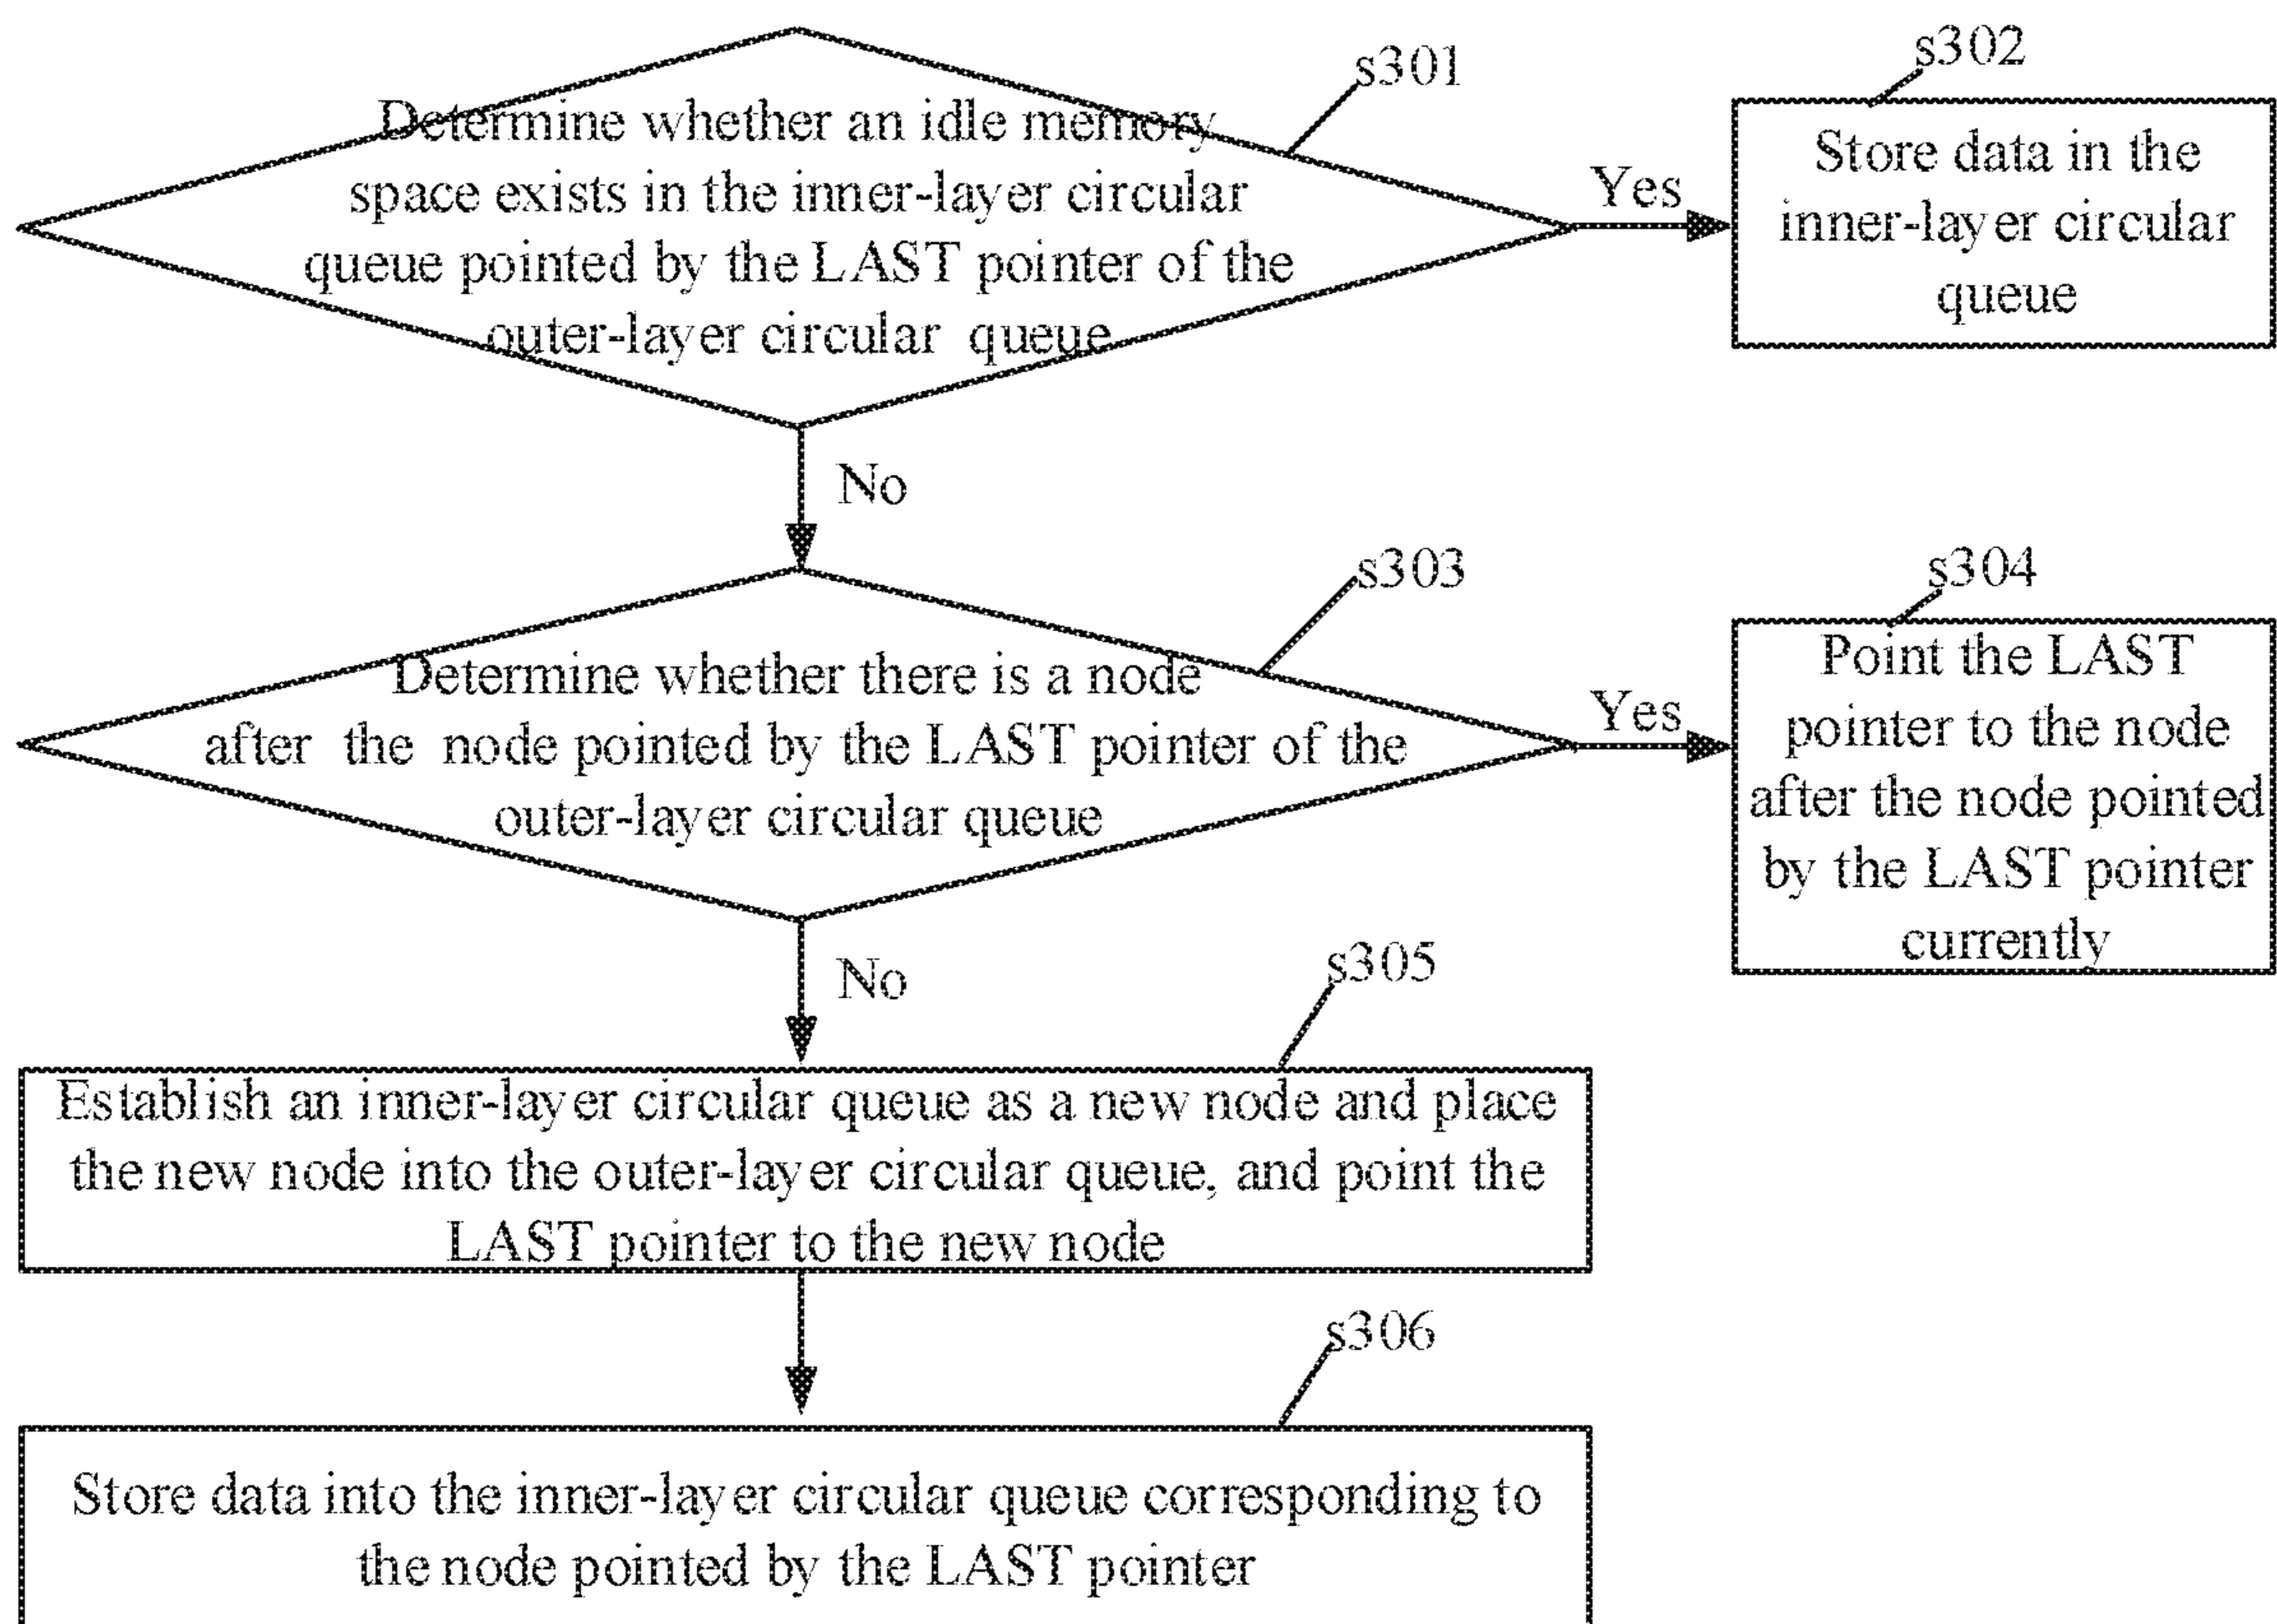 s301
Determine whether an idle memory
space exists in the inner-layer circular
queue pointed by the LAST pointer of the
outer-layer circular queue
Yes
s302
Store data in the
inner-layer circular
queue
No
s303
Determine whether there is a node
after the node pointed by the LAST pointer of the
outer-layer circular queue
Yes
s304
Point the LAST
pointer to the node
after the node pointed
by the LAST pointer
currently
No
s305
Establish an inner-layer circular queue as a new node and place
the new node into the outer-layer circular queue, and point the
LAST pointer to the new node
s306
Store data into the inner-layer circular queue corresponding to
the node pointed by the LAST pointer